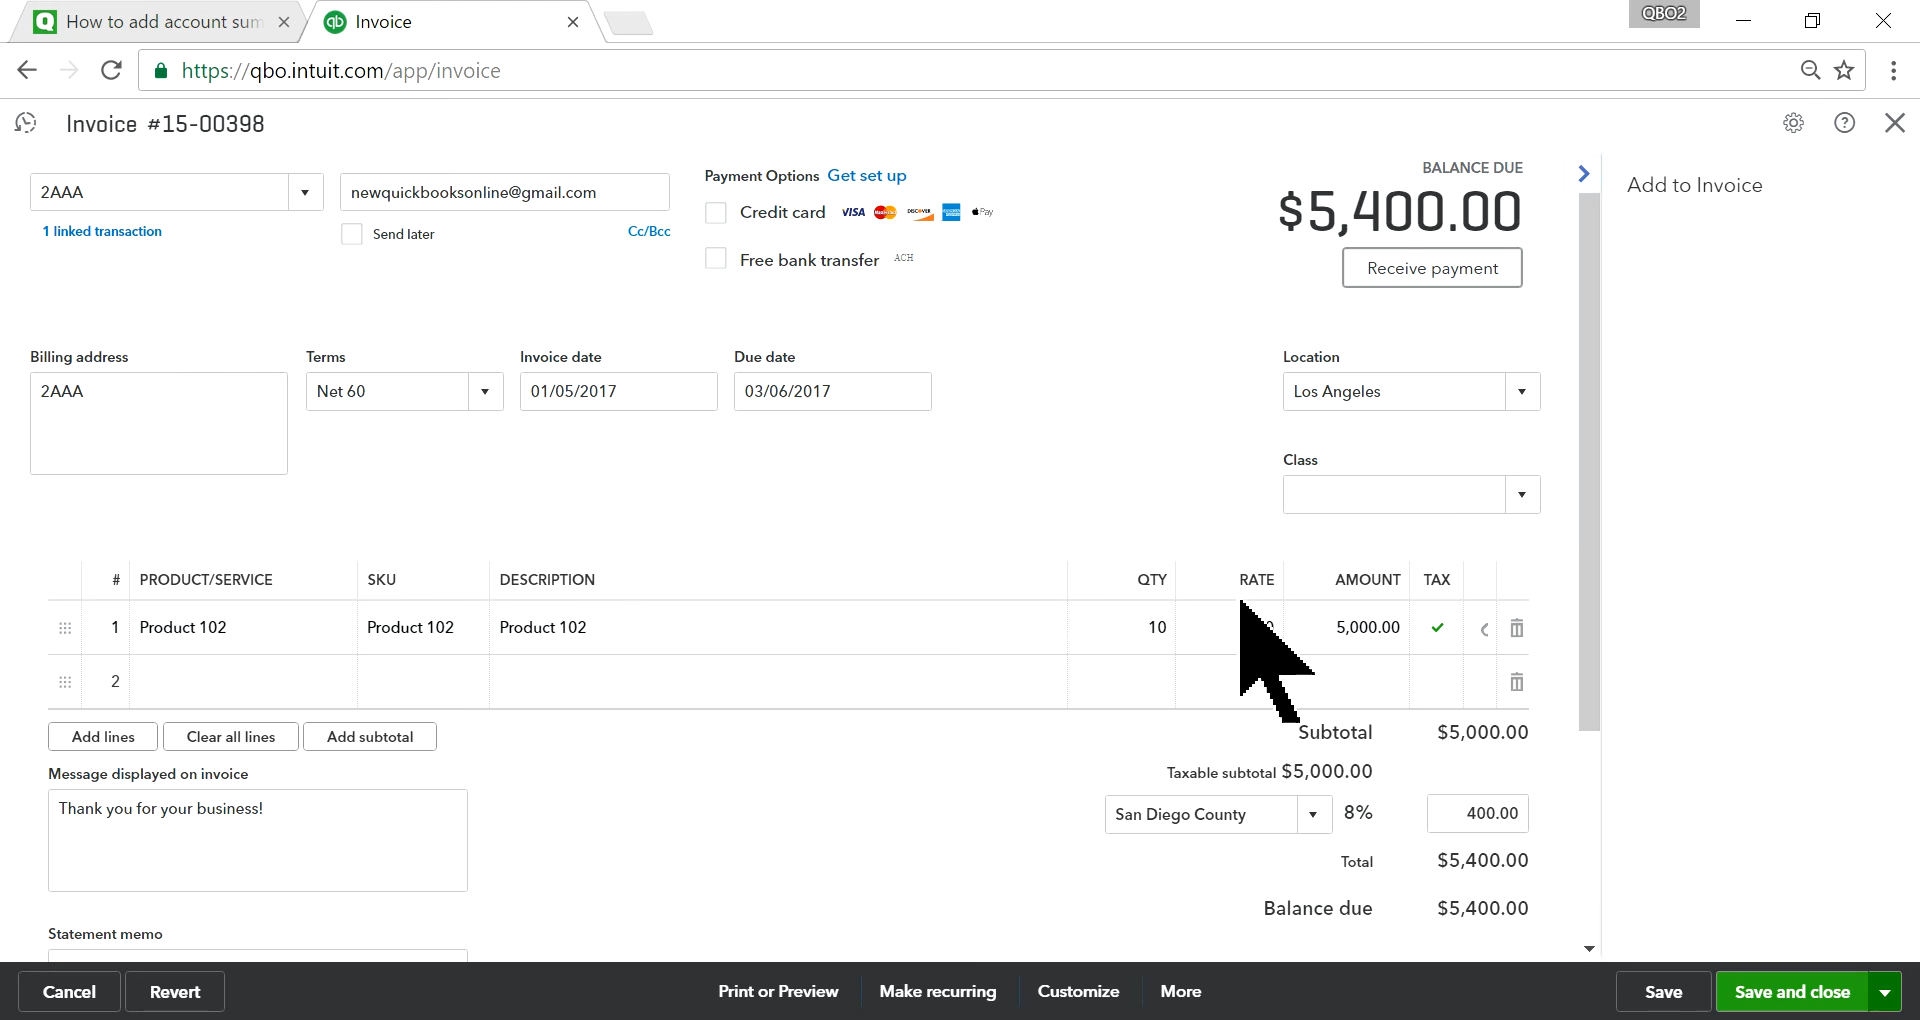 How to add account sum
Invoice
QBO2
https://qbo.intuit.com/app/invoice
Invoice #15-00398
2AAA
newquickbooksonline@gmail.com
1 linked transaction
Send later
Cc/Bcc
Payment Options Get set up
Credit card VISA MasterCard DISCOVER AMERICAN EXPRESS Pay
Free bank transfer ACH
BALANCE DUE
$5,400.00
Receive payment
Add to Invoice
Billing address
2AAA
Terms
Net 60
Invoice date
01/05/2017
Due date
03/06/2017
Location
Los Angeles
Class
# PRODUCT/SERVICE SKU DESCRIPTION QTY RATE AMOUNT TAX
1 Product 102 Product 102 Product 102 10 5,000.00
2
Add lines Clear all lines Add subtotal
Subtotal $5,000.00
Taxable subtotal $5,000.00
San Diego County 8% 400.00
Total $5,400.00
Balance due $5,400.00
Message displayed on invoice
Thank you for your business!
Statement memo
Cancel Revert Print or Preview Make recurring Customize More Save Save and close